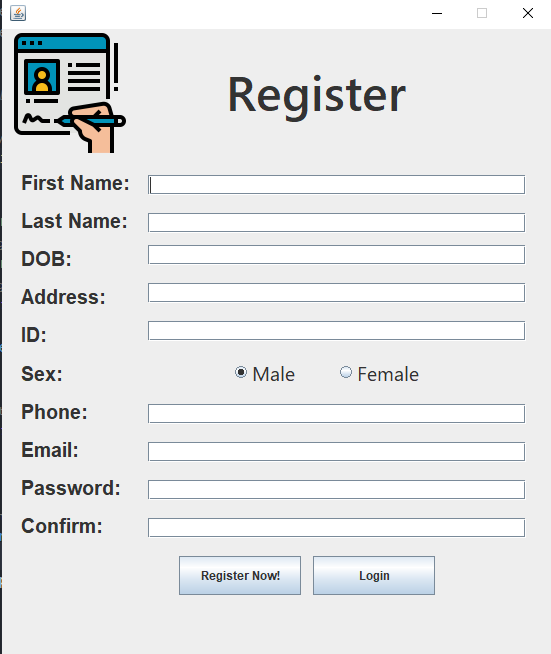 Register
First Name:
Last Name:
DOB:
Address:
ID:
Sex: Male Female
Phone:
Email:
Password:
Confirm:
Register Now! Login